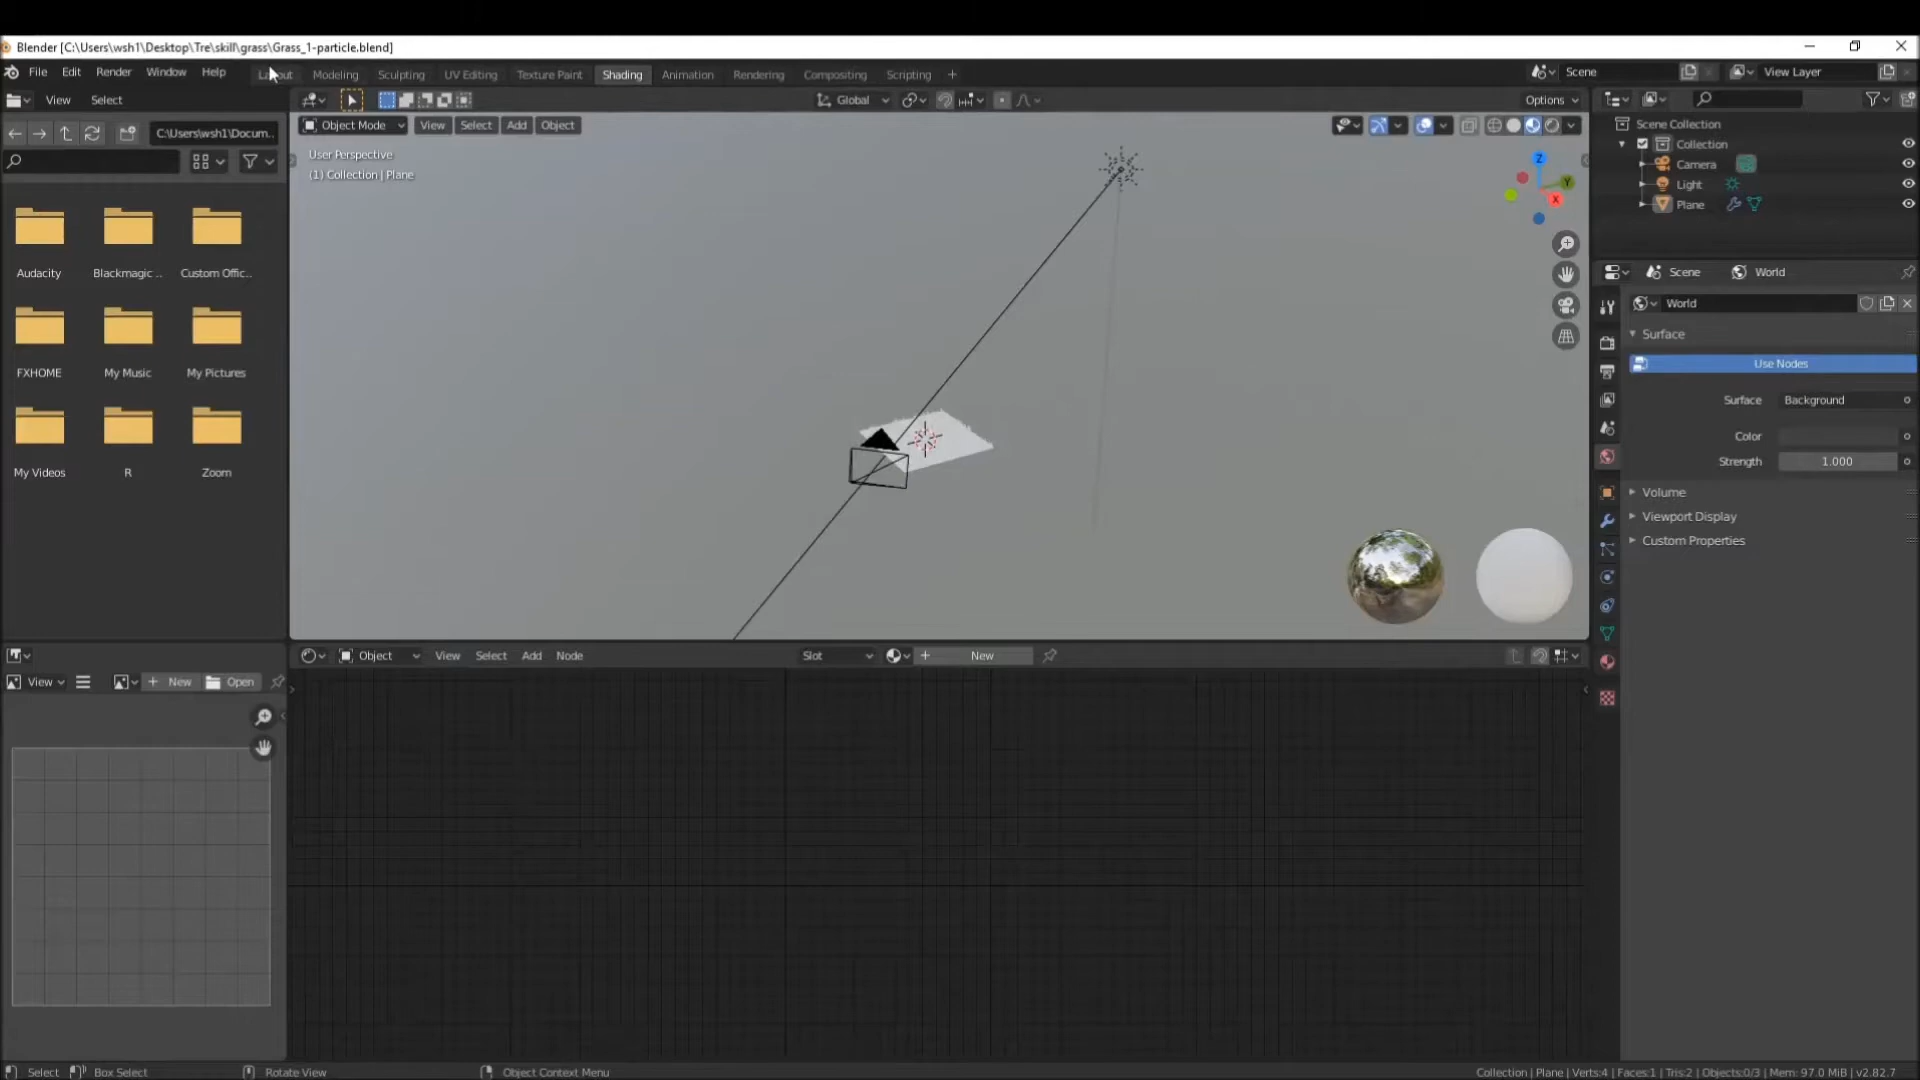 Blender [C:\Users\wsh1\Desktop\Tre\skill\grass\Grass_1-particle.blend]
File Edit Render Window Help Layout Modeling Sculpting UV Editing Texture Paint Shading Animation Rendering Compositing Scripting + Scene View Layer
View Select Global Options
C:\Users\wsh1\Docum.. Object Mode View Select Add Object
Scene Collection
Collection
Camera
Light
Plane
User Perspective
(1) Collection | Plane
Z
Y
X
Audacity Blackmagic .. Custom Offic..
FXHOME My Music My Pictures
My Videos R Zoom
Scene World
World
Surface
Use Nodes
Surface Background
Color
Strength 1.000
Volume
Viewport Display
Custom Properties
Object View Select Add Node Slot New
View New Open
Select Box Select Rotate View Object Context Menu Collection | Plane | Verts:4 | Faces:1 | Tris:2 | Objects:0/3 | Mem: 97.0 MiB | v2.82.7